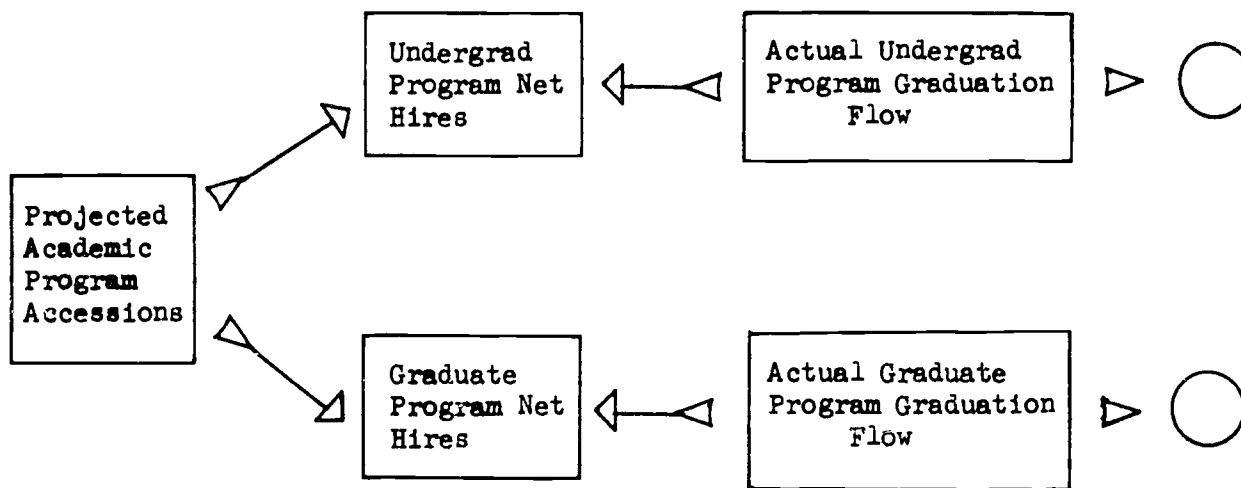 Undergrad
Program Net
Hires
Actual Undergrad
Program Graduation
Flow
Projected
Academic
Program
Accessions
Graduate
Program Net
Hires
Actual Graduate
Program Graduation
Flow